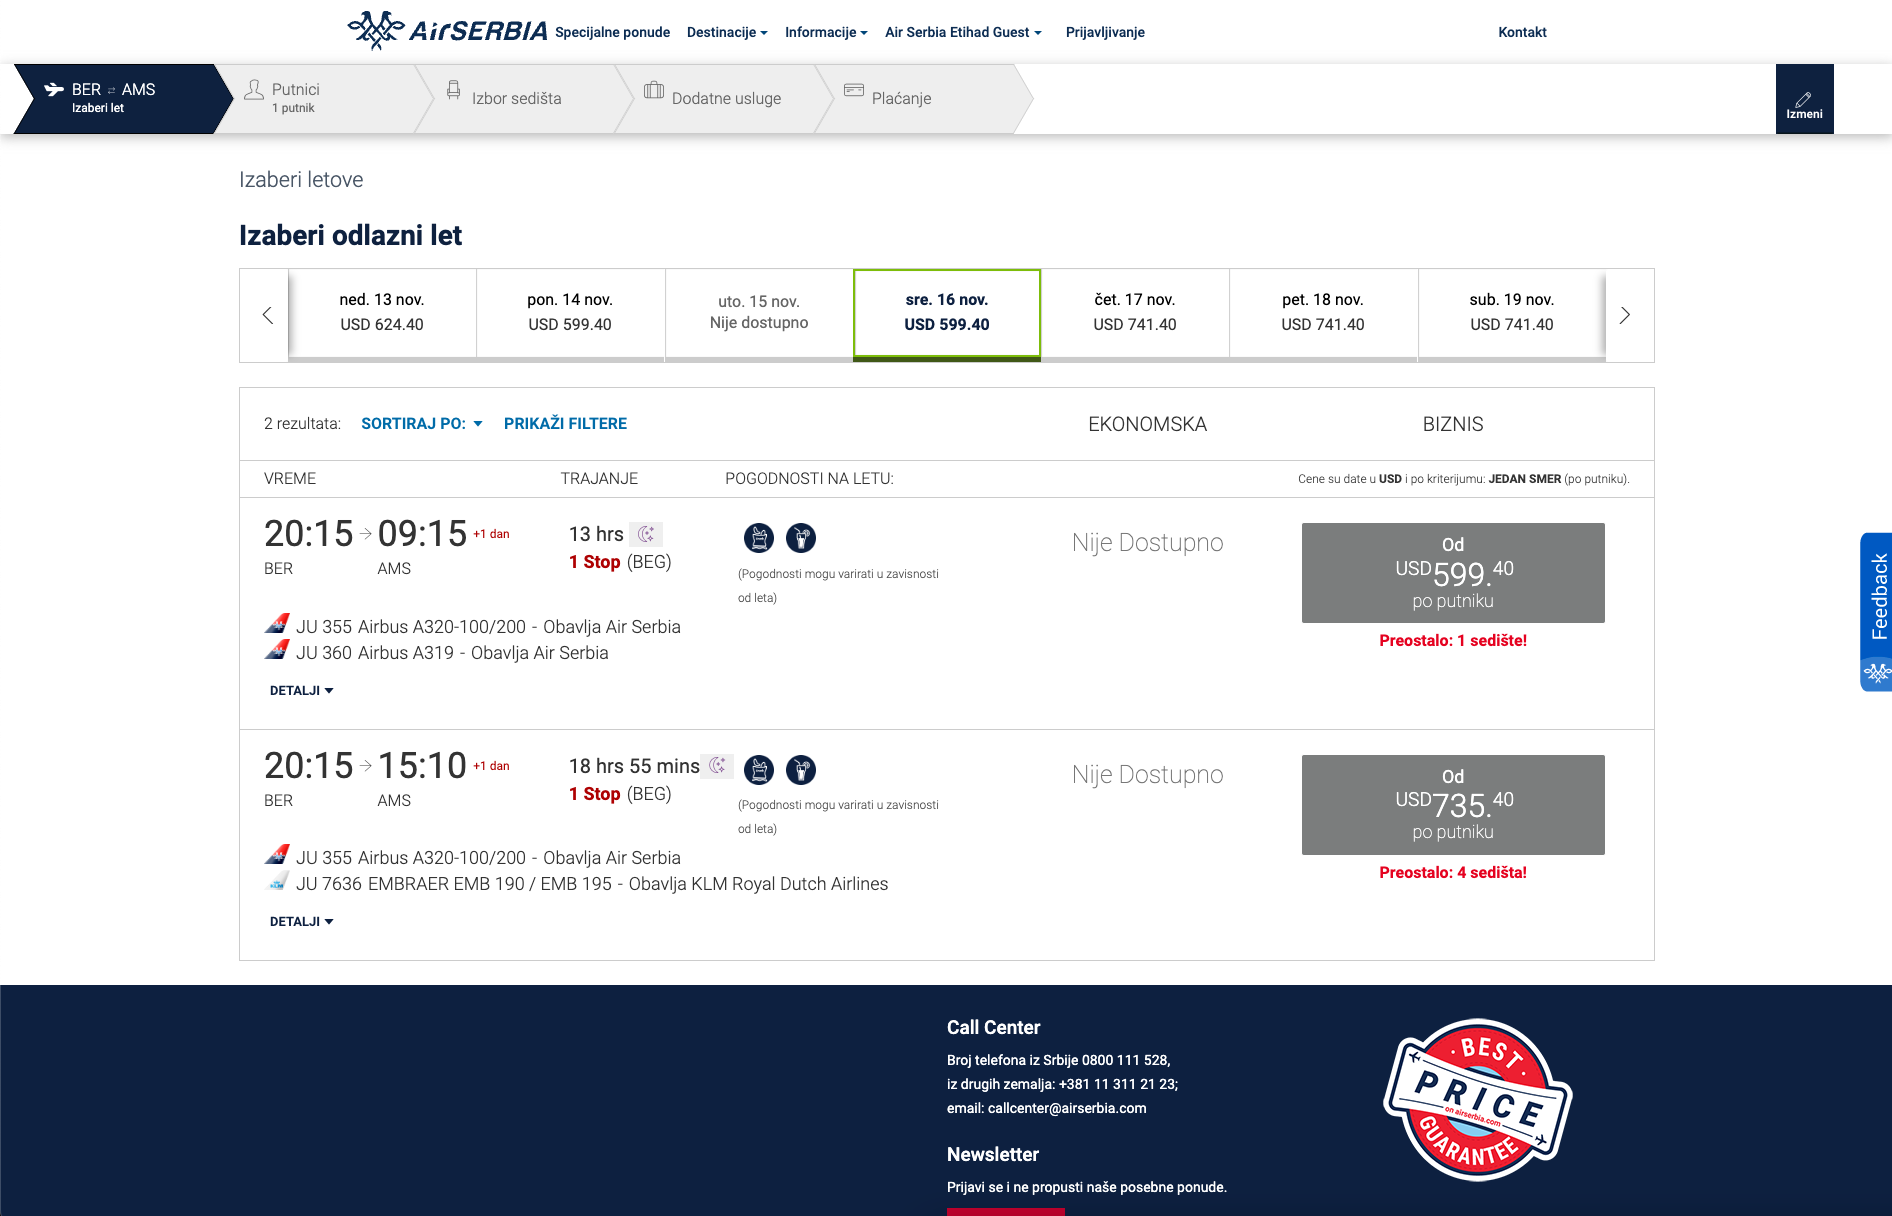 AirSERBIA Specijalne ponude Destinacije Informacije Air Serbia Etihad Guest Prijavljivanje Kontakt
BER ⇄ AMS
Izaberi let
Putnici
1 putnik
Izbor sedišta
Dodatne usluge
Plaćanje
Izmeni
Izaberi letove
Izaberi odlazni let
ned. 13 nov.
USD 624.40
pon. 14 nov.
USD 599.40
uto. 15 nov.
Nije dostupno
sre. 16 nov.
USD 599.40
čet. 17 nov.
USD 741.40
pet. 18 nov.
USD 741.40
sub. 19 nov.
USD 741.40
2 rezultata: SORTIRAJ PO: PRIKAŽI FILTERE EKONOMSKA BIZNIS
VREME TRAJANJE POGODNOSTI NA LETU: Cene su date u USD i po kriterijumu: JEDAN SMER (po putniku).
20:15 → 09:15 +1 dan
BER AMS
13 hrs
1 Stop (BEG)
(Pogodnosti mogu varirati u zavisnosti
od leta)
Nije Dostupno
Od
USD599.40
po putniku
Preostalo: 1 sedište!
JU 355 Airbus A320-100/200 - Obavlja Air Serbia
JU 360 Airbus A319 - Obavlja Air Serbia
DETALJI
20:15 → 15:10 +1 dan
BER AMS
18 hrs 55 mins
1 Stop (BEG)
(Pogodnosti mogu varirati u zavisnosti
od leta)
Nije Dostupno
Od
USD735.40
po putniku
Preostalo: 4 sedišta!
JU 355 Airbus A320-100/200 - Obavlja Air Serbia
JU 7636 EMBRAER EMB 190 / EMB 195 - Obavlja KLM Royal Dutch Airlines
DETALJI
Feedback
Call Center
Broj telefona iz Srbije 0800 111 528,
iz drugih zemalja: +381 11 311 21 23;
email: callcenter@airserbia.com
Newsletter
Prijavi se i ne propusti naše posebne ponude.
BEST
PRICE
on airserbia.com
GUARANTEE